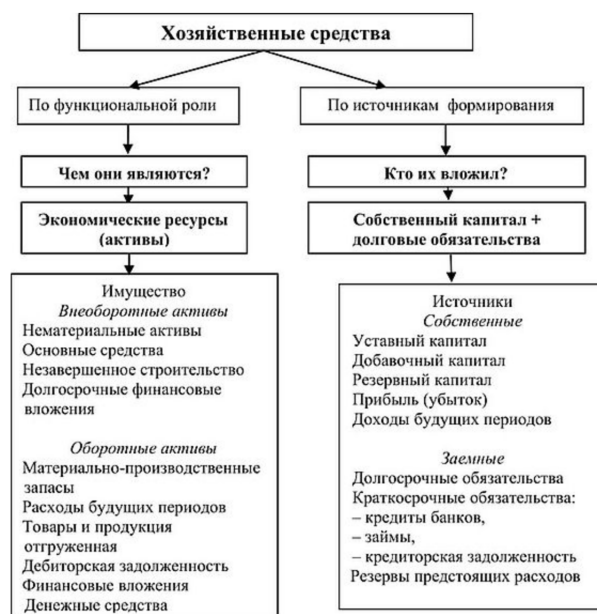 Хозяйственные средства
По функциональной роли
Чем они являются?
Экономические ресурсы
(активы)
Имущество
Внеоборотные активы
Нематериальные активы
Основные средства
Незавершенное строительство
Долгосрочные финансовые
вложения
Оборотные активы
Материально-производственные
запасы
Расходы будущих периодов
Товары и продукция
отгруженная
Дебиторская задолженность
Финансовые вложения
Денежные средства
По источникам формирования
Кто их вложил?
Собственный капитал +
долговые обязательства
Источники
Собственные
Уставный капитал
Добавочный капитал
Резервный капитал
Прибыль (убыток)
Доходы будущих периодов
Заемные
Долгосрочные обязательства
Краткосрочные обязательства:
– кредиты банков,
– займы,
– кредиторская задолженность
Резервы предстоящих расходов